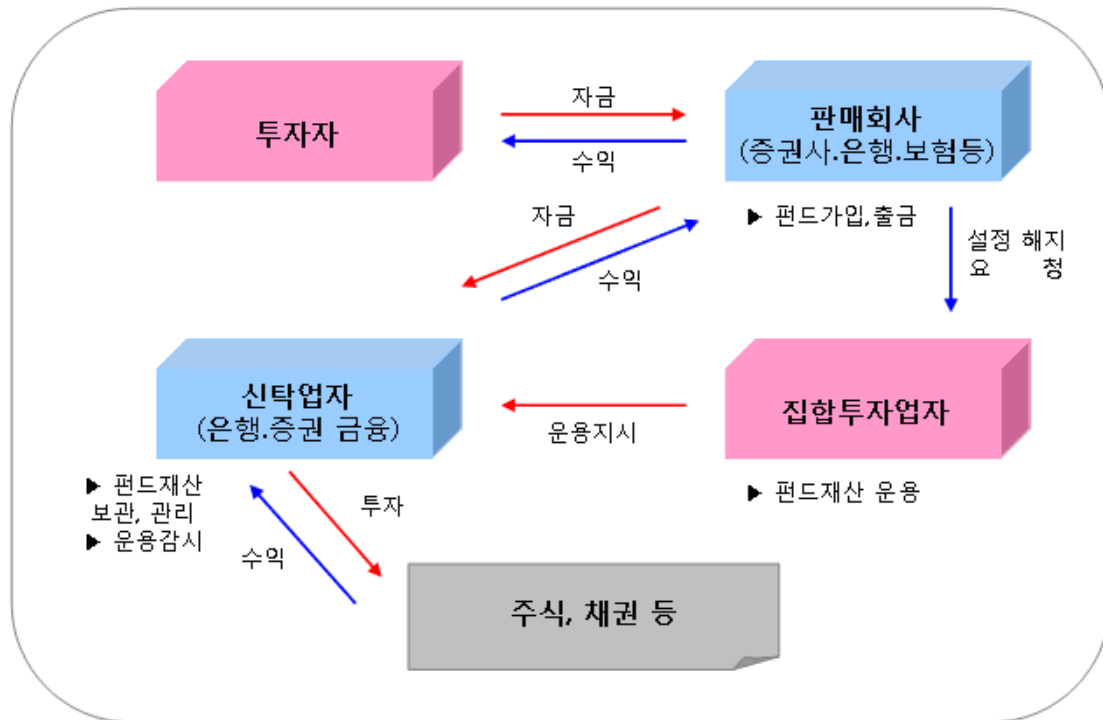 투자자
자금
수익
판매회사
(증권사.은행.보험등)
▶ 펀드가입,출금
자금
수익
설정 해지
요 청
신탁업자
(은행.증권 금융)
운용지시
집합투자업자
▶ 펀드재산
보관, 관리
▶ 운용감시
▶ 펀드재산 운용
투자
수익
주식, 채권 등